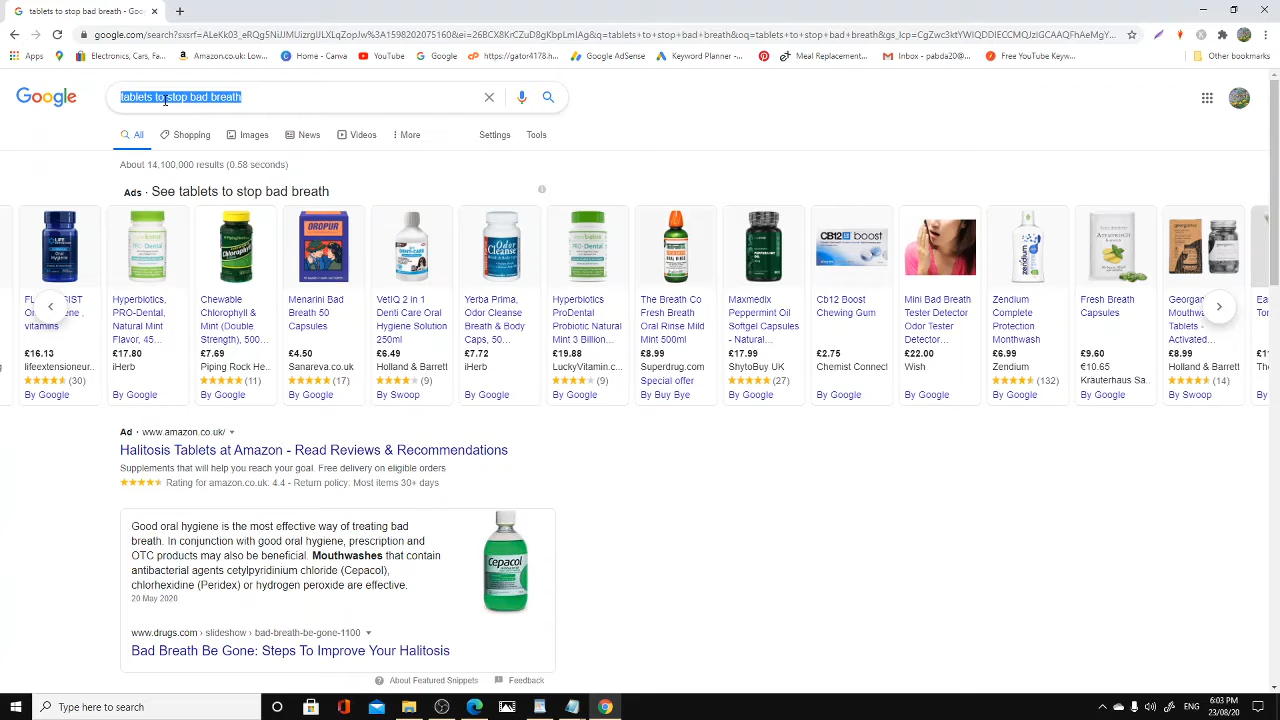 tablets to stop bad breath - Goo
google.com/search?sxsrf=
Apps
Electronics, Cars, Fa...
Amazon.co.uk: Low...
Home - Canva
YouTube
Google
https://gator4178.h...
Google AdSense
Keyword Planner -...
Meal Replacement...
Inbox - pabda20@...
Free YouTube Keyw...
Other bookmarks
Google
tablets to stop bad breath
All
Shopping
Images
News
Videos
More
Settings
Tools
About 14,100,000 results (0.58 seconds)
Ads · See tablets to stop bad breath
vitamins
£16.13
lifeextensioneur...
(30)
By Google
Hyperbiotics,
PRO-Dental,
Natural Mint
Flavor, 45...
£17.80
iHerb
By Google
Chewable
Chlorophyll &
Mint (Double
Strength), 500...
£7.69
Piping Rock He...
(11)
By Google
OROPUR
Menarini Bad
Breath 50
Capsules
£4.50
Sanareva.co.uk
(17)
By Google
VetIQ 2 in 1
Denti Care Oral
Hygiene Solution
250ml
£6.49
Holland & Barrett
(9)
By Swoop
Odor
Cleanse
Yerba Prima,
Odor Cleanse
Breath & Body
Caps, 50...
£7.72
iHerb
By Google
PRO-Dental
Hyperbiotics
ProDental
Probiotic Natural
Mint 3 Billion...
£19.88
LuckyVitamin.c...
(9)
By Google
The Breath Co
Fresh Breath
Oral Rinse Mild
Mint 500ml
£8.99
Superdrug.com
Special offer
By Buy Bye
Maxmedix
Peppermint Oil
Softgel Capsules
- Natural...
£17.99
ShytoBuy UK
(27)
By Google
CB12 boost
Cb12 Boost
Chewing Gum
£2.75
Chemist Connect
By Google
Mini Bad Breath
Tester Detector
Odor Tester
Detector...
£22.00
Wish
By Google
zendium
Zendium
Complete
Protection
Monthwash
£6.99
Zendium
(132)
By Google
Fresh Breath
Capsules
£9.60
€10.65
Kräuterhaus Sa...
By Google
Georgan
Mouthwa
Tablets -
Activated...
£8.99
Holland & Barrett
(14)
By Swoop
Ad · www.amazon.co.uk/
Halitosis Tablets at Amazon - Read Reviews & Recommendations
Supplements that will help you reach your goal. Free delivery on eligible orders
Rating for amazon.co.uk: 4.4 - Return policy: Most items 30+ days
Good oral hygiene is the most effective way of treating bad
breath. In conjunction with good oral hygiene, prescription and
OTC products may also be beneficial. Mouthwashes that contain
antibacterial agents cetylpyridinium chloride (Cepacol),
chlorhexidine (Peridex) or hydrogen peroxide are effective.
20 May 2020
Cepacol
www.drugs.com › slideshow › bad-breath-be-gone-1100
Bad Breath Be Gone: Steps To Improve Your Halitosis
About Featured Snippets
Feedback
Type here to search
6:03 PM
23/08/20